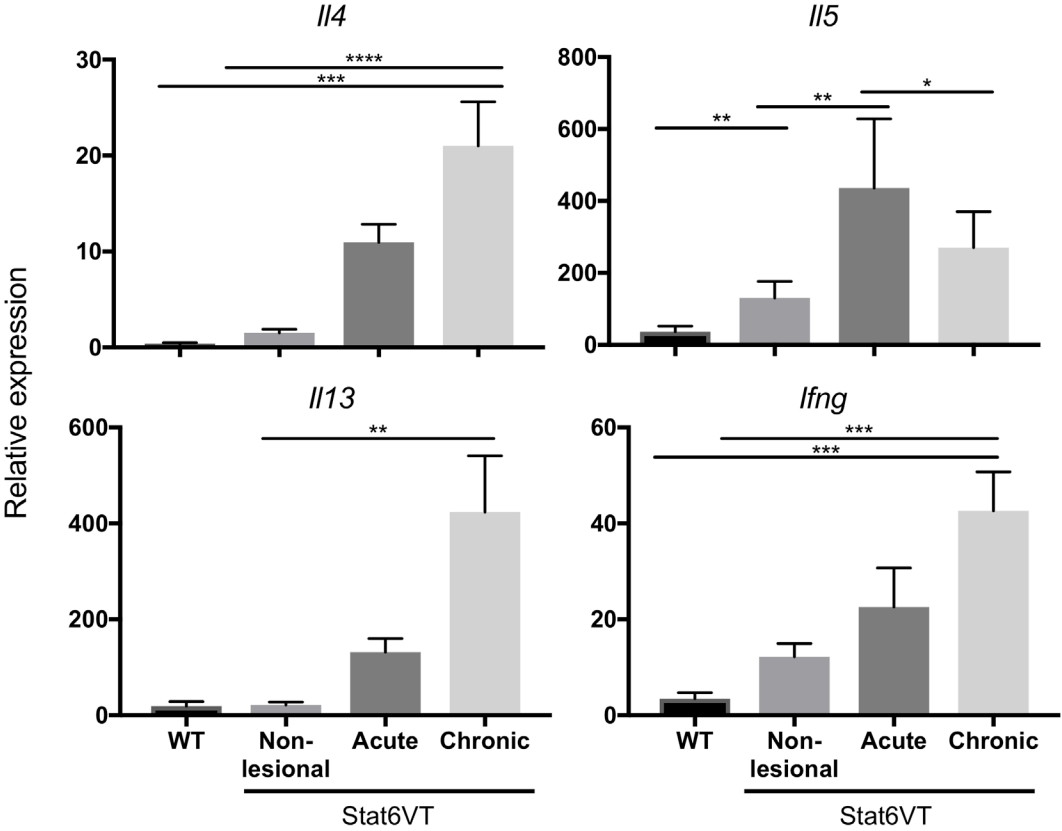 Il4
Il5
Relative expression
30
20
10
0
****
***
800
600
400
200
0
**
**
*
Il13
Ifng
600
400
200
0
**
60
40
20
0
***
***
WT
Non-
lesional
Acute
Chronic
Stat6VT
WT
Non-
lesional
Acute
Chronic
Stat6VT